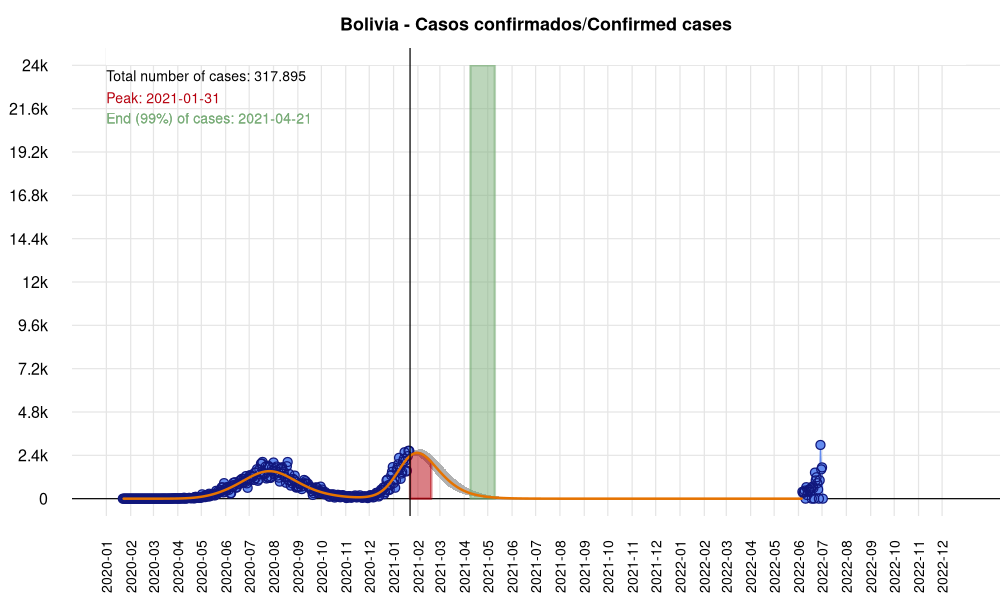 Bolivia - Casos confirmados/Confirmed cases
24k
Total number of cases: 317.895
Peak: 2021-01-31
21.6k
End (99%) of cases: 2021-04-21
19.2k
16.8k
14.4k
12k
9.6k
7.2k
4.8k
2.4k
0
2020-01
2020-02
2020-03
2020-04
2020-05
2020-06
2020-07
2020-08
2020-09
2020-10
2020-11
2020-12
2021-01
2021-02
2021-03
2021-04
2021-05
2021-06
2021-07
2021-08
2021-09
2021-10
2021-11
2021-12
2022-01
2022-02
2022-03
2022-04
2022-05
2022-06
2022-07
2022-08
2022-09
2022-10
2022-11
2022-12